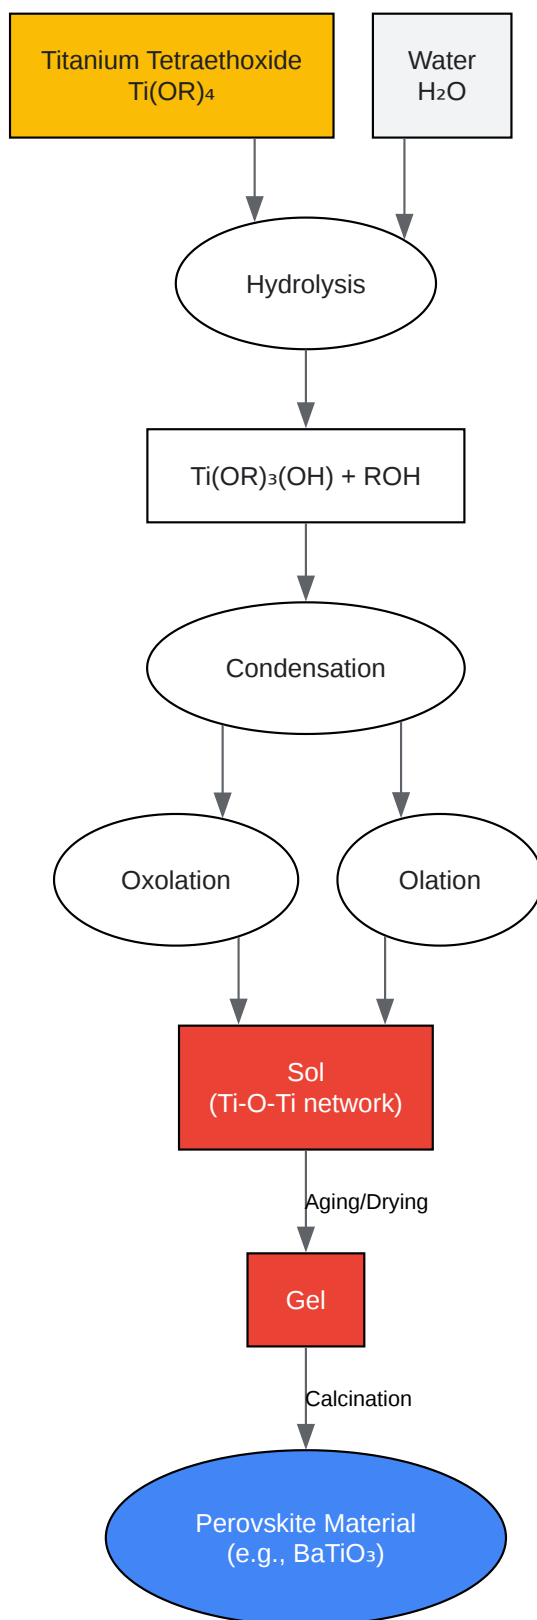 Titanium Tetraethoxide
Ti(OR)₄
Water
H₂O
Hydrolysis
Ti(OR)₃(OH) + ROH
Condensation
Oxolation
Olation
Sol
(Ti-O-Ti network)
Aging/Drying
Gel
Calcination
Perovskite Material
(e.g., BaTiO₃)